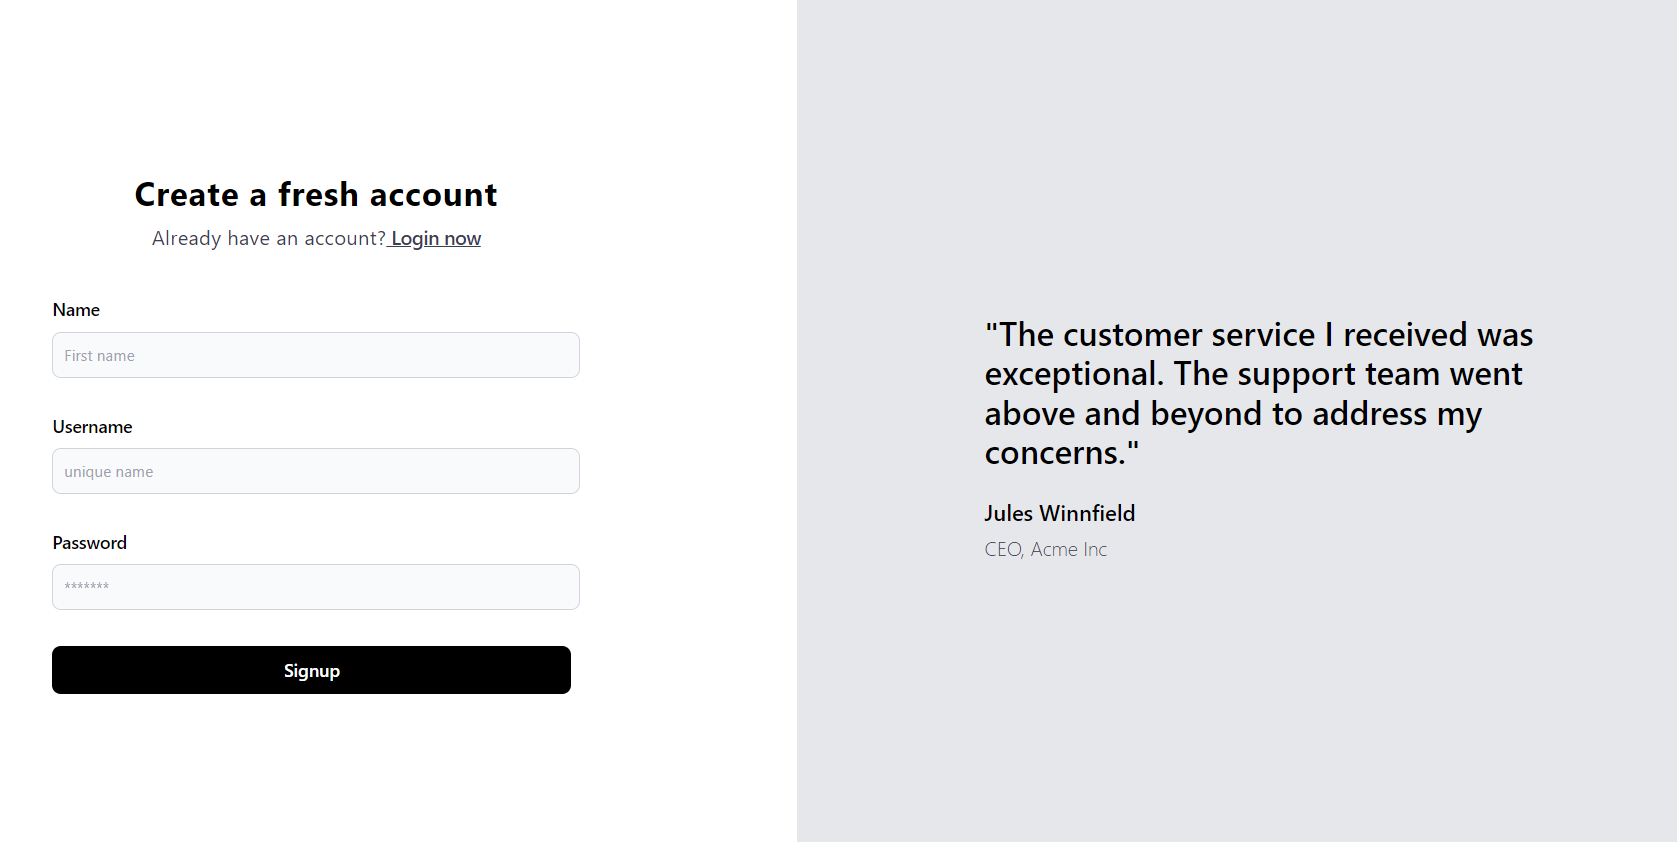 Create a fresh account
Already have an account? Login now
Name
First name
Username
unique name
Password
*******
Signup
"The customer service I received was
exceptional. The support team went
above and beyond to address my
concerns."
Jules Winnfield
CEO, Acme Inc